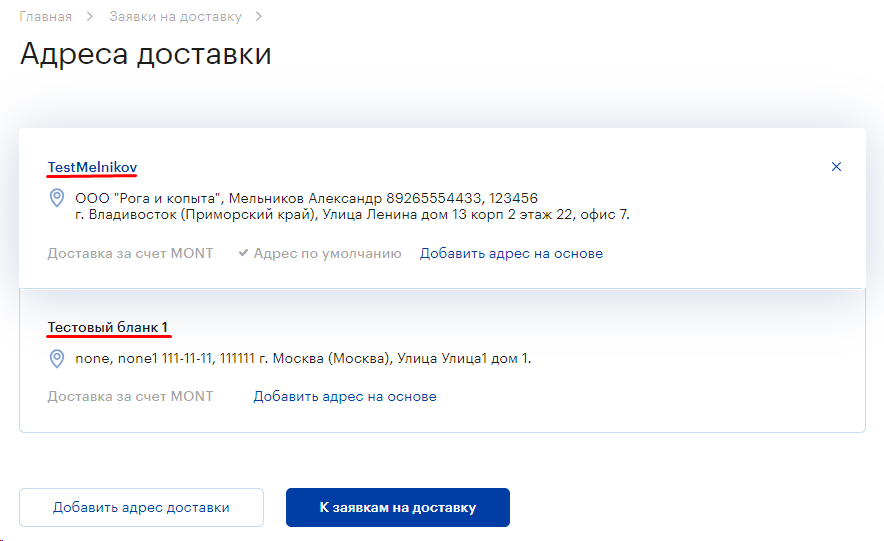 Главная > Заявки на доставку >
Адреса доставки
TestMelnikov
ООО "Рога и копыта", Мельников Александр 89265554433, 123456
г. Владивосток (Приморский край), Улица Ленина дом 13 корп 2 этаж 22, офис 7.
Доставка за счет MONT ✓ Адрес по умолчанию Добавить адрес на основе
Тестовый бланк 1
none, none1 111-11-11, 111111 г. Москва (Москва), Улица Улица1 дом 1.
Доставка за счет MONT Добавить адрес на основе
Добавить адрес доставки К заявкам на доставку